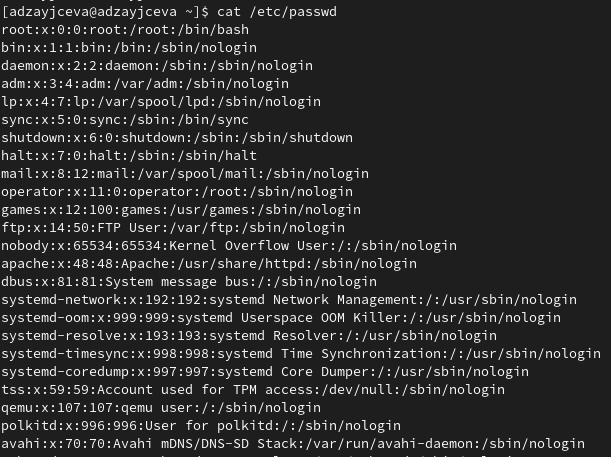 [adzayjceva@adzayjceva ~]$ cat /etc/passwd
root:x:0:0:root:/root:/bin/bash
bin:x:1:1:bin:/bin:/sbin/nologin
daemon:x:2:2:daemon:/sbin:/sbin/nologin
adm:x:3:4:adm:/var/adm:/sbin/nologin
lp:x:4:7:lp:/var/spool/lpd:/sbin/nologin
sync:x:5:0:sync:/sbin:/bin/sync
shutdown:x:6:0:shutdown:/sbin:/sbin/shutdown
halt:x:7:0:halt:/sbin:/sbin/halt
mail:x:8:12:mail:/var/spool/mail:/sbin/nologin
operator:x:11:0:operator:/root:/sbin/nologin
games:x:12:100:games:/usr/games:/sbin/nologin
ftp:x:14:50:FTP User:/var/ftp:/sbin/nologin
nobody:x:65534:65534:Kernel Overflow User:/:/sbin/nologin
apache:x:48:48:Apache:/usr/share/httpd:/sbin/nologin
dbus:x:81:81:System message bus:/:/sbin/nologin
systemd-network:x:192:192:systemd Network Management:/:/usr/sbin/nologin
systemd-oom:x:999:999:systemd Userspace OOM Killer:/:/usr/sbin/nologin
systemd-resolve:x:193:193:systemd Resolver:/:/usr/sbin/nologin
systemd-timesync:x:998:998:systemd Time Synchronization:/:/usr/sbin/nologin
systemd-coredump:x:997:997:systemd Core Dumper:/:/usr/sbin/nologin
tss:x:59:59:Account used for TPM access:/dev/null:/sbin/nologin
qemu:x:107:107:qemu user:/:/sbin/nologin
polkitd:x:996:996:User for polkitd:/:/sbin/nologin
avahi:x:70:70:Avahi mDNS/DNS-SD Stack:/var/run/avahi-daemon:/sbin/nologin